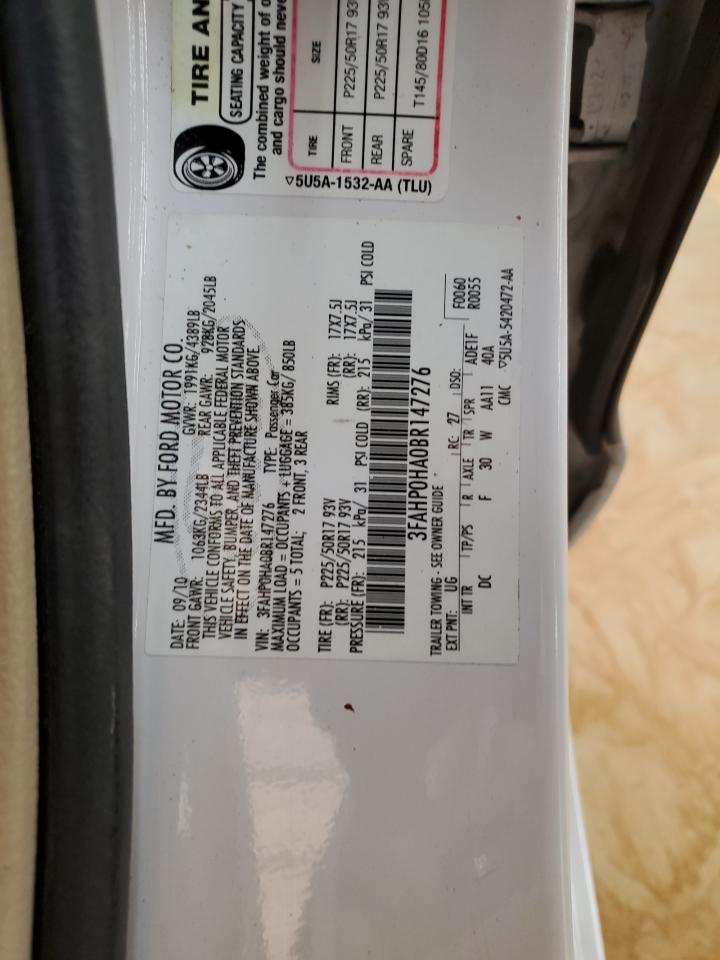 TIRE AN
SEATING CAPACITY
The combined weight of o
and cargo should neve
TIRE SIZE
FRONT P225/50R17 93
REAR P225/50R17 93
SPARE T145/80D16 105
5U5A-1532-AA (TLU)
MFD. BY FORD MOTOR CO.
DATE: 09/10 GVWR: 1991KG/4389LB
FRONT GAWR: 1063KG/2344LB REAR GAWR: 928KG/2045LB
THIS VEHICLE CONFORMS TO ALL APPLICABLE FEDERAL MOTOR
VEHICLE SAFETY, BUMPER, AND THEFT PREVENTION STANDARDS
IN EFFECT ON THE DATE OF MANUFACTURE SHOWN ABOVE
VIN: 3FAHP0HA0BR147276 TYPE: Passenger Car
MAXIMUM LOAD = OCCUPANTS + LUGGAGE = 385KG/ 850LB
OCCUPANTS = 5 TOTAL; 2 FRONT, 3 REAR
TIRE (FR): P225/50R17 93V RIMS (FR): 17X7.5J
(RR): P225/50R17 93V (RR): 17X7.5J
PRESSURE (FR): 215 kPa/ 31 PSI COLD (RR): 215 kPa/ 31 PSI COLD
3FAHP0HA0BR147276
TRAILER TOWING - SEE OWNER GUIDE
EXT PNT: UG RC: 27 DSO: F0060
R0055
INT TR TP/PS R AXLE TR SPR ADE1F
DC F 30 W AA11 40A
CMC 5U5A-5420472-AA